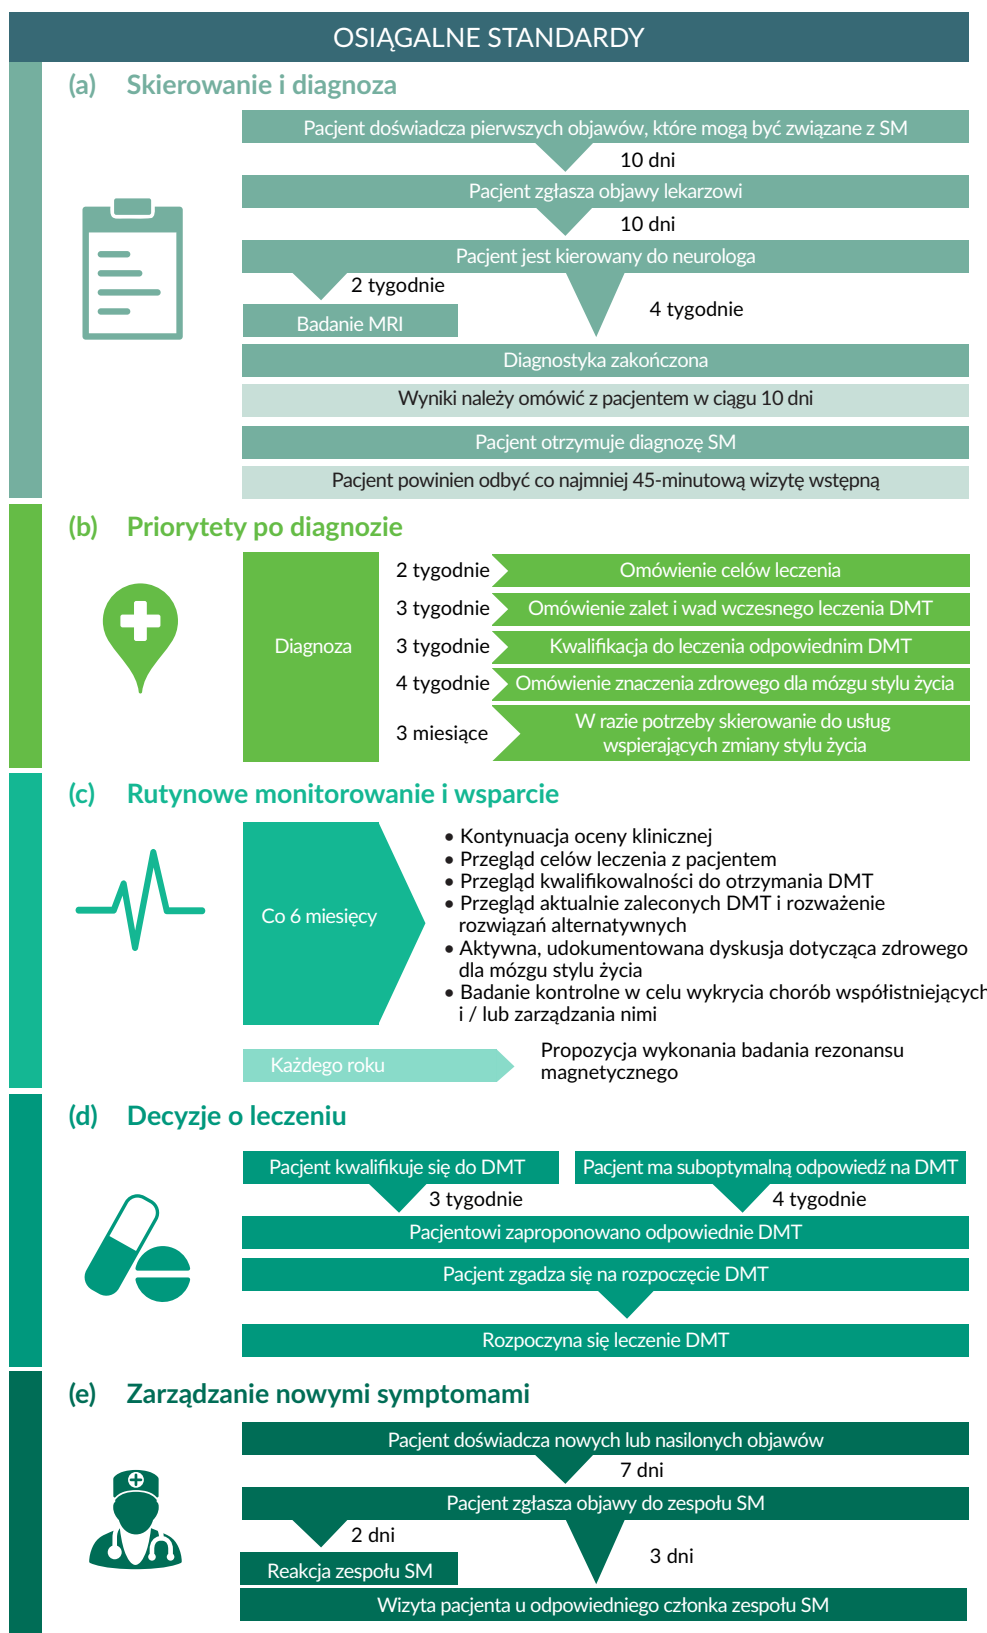 OSIĄGALNE STANDARDY
(a) Skierowanie i diagnoza
Pacjent doświadcza pierwszych objawów, które mogą być związane z SM
10 dni
Pacjent zgłasza objawy lekarzowi
10 dni
Pacjent jest kierowany do neurologa
2 tygodnie
4 tygodnie
Badanie MRI
Diagnostyka zakończona
Wyniki należy omówić z pacjentem w ciągu 10 dni
Pacjent otrzymuje diagnozę SM
Pacjent powinien odbyć co najmniej 45-minutową wizytę wstępną
(b) Priorytety po diagnozie
Diagnoza
2 tygodnie Omówienie celów leczenia
3 tygodnie Omówienie zalet i wad wczesnego leczenia DMT
3 tygodnie Kwalifikacja do leczenia odpowiednim DMT
4 tygodnie Omówienie znaczenia zdrowego dla mózgu stylu życia
3 miesiące W razie potrzeby skierowanie do usług
wspierających zmiany stylu życia
(c) Rutynowe monitorowanie i wsparcie
Co 6 miesięcy
• Kontynuacja oceny klinicznej
• Przegląd celów leczenia z pacjentem
• Przegląd kwalifikowalności do otrzymania DMT
• Przegląd aktualnie zaleconych DMT i rozważenie
rozwiązań alternatywnych
• Aktywna, udokumentowana dyskusja dotycząca zdrowego
dla mózgu stylu życia
• Badanie kontrolne w celu wykrycia chorób współistniejących
i / lub zarządzania nimi
Każdego roku
Propozycja wykonania badania rezonansu
magnetycznego
(d) Decyzje o leczeniu
Pacjent kwalifikuje się do DMT
Pacjent ma suboptymalną odpowiedź na DMT
3 tygodnie
4 tygodnie
Pacjentowi zaproponowano odpowiednie DMT
Pacjent zgadza się na rozpoczęcie DMT
Rozpoczyna się leczenie DMT
(e) Zarządzanie nowymi symptomami
Pacjent doświadcza nowych lub nasilonych objawów
7 dni
Pacjent zgłasza objawy do zespołu SM
2 dni
3 dni
Reakcja zespołu SM
Wizyta pacjenta u odpowiedniego członka zespołu SM